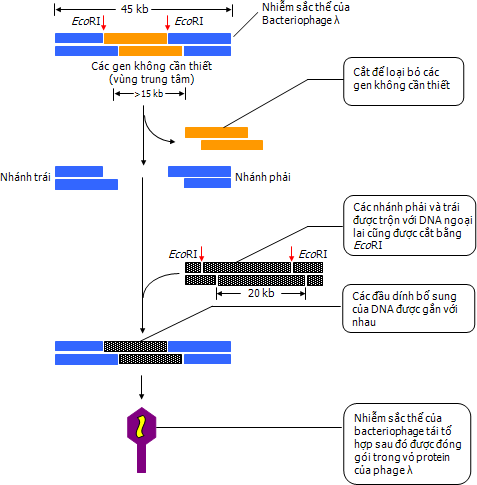 45 kb
EcoRI
EcoRI
Nhiễm sắc thể của
Bacteriophage λ
Các gen không cần thiết
(vùng trung tâm)
>15 kb
Cắt để loại bỏ các
gen không cần thiết
Nhánh trái
Nhánh phải
Các nhánh phải và trái
được trộn với DNA ngoại
lai cũng được cắt bằng
EcoRI
EcoRI
EcoRI
20 kb
Các đầu dính bổ sung
của DNA được gắn với
nhau
Nhiễm sắc thể của
bacteriophage tái tổ
hợp sau đó được đóng
gói trong vỏ protein
của phage λ